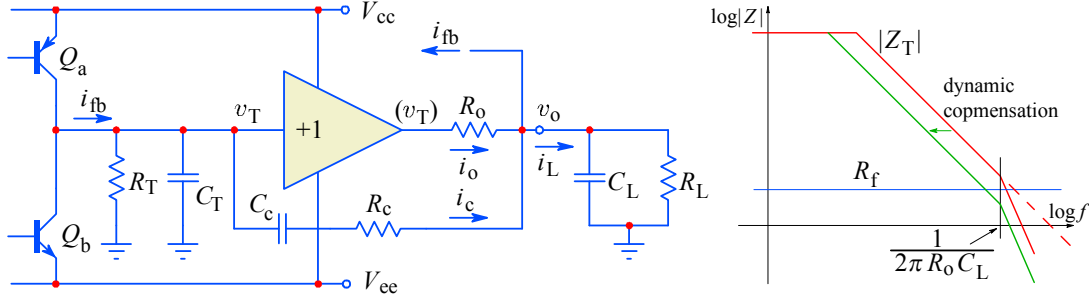 V_cc
Q_a
i_fb
v_T
+1
(v_T)
R_o
i_fb
v_o
i_o
i_L
R_T
C_T
C_c
R_c
i_c
C_L
R_L
Q_b
V_ee
log|Z|
|Z_T|
dynamic
copmensation
R_f
log f
1
2π R_o C_L